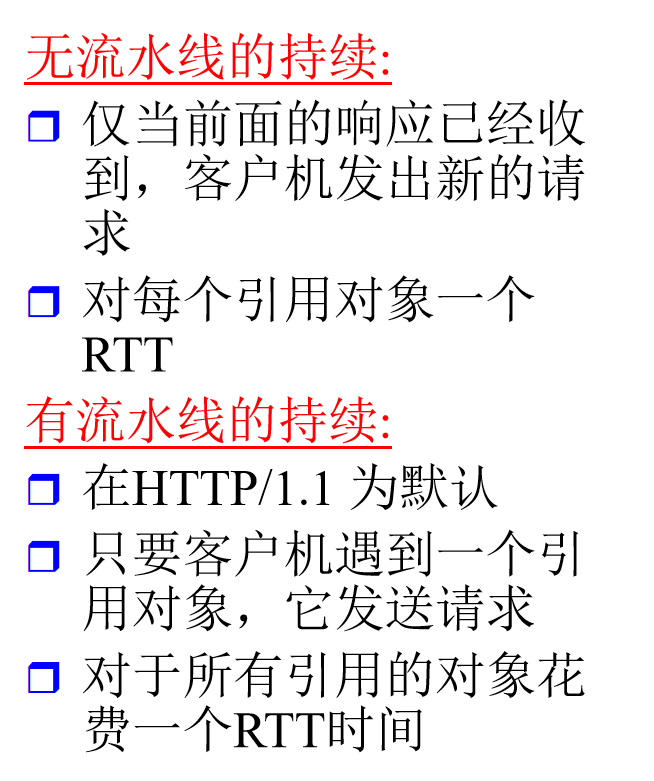 无流水线的持续:
仅当前面的响应已经收
到，客户机发出新的请
求
对每个引用对象一个
RTT
有流水线的持续:
在HTTP/1.1 为默认
只要客户机遇到一个引
用对象，它发送请求
对于所有引用的对象花
费一个RTT时间